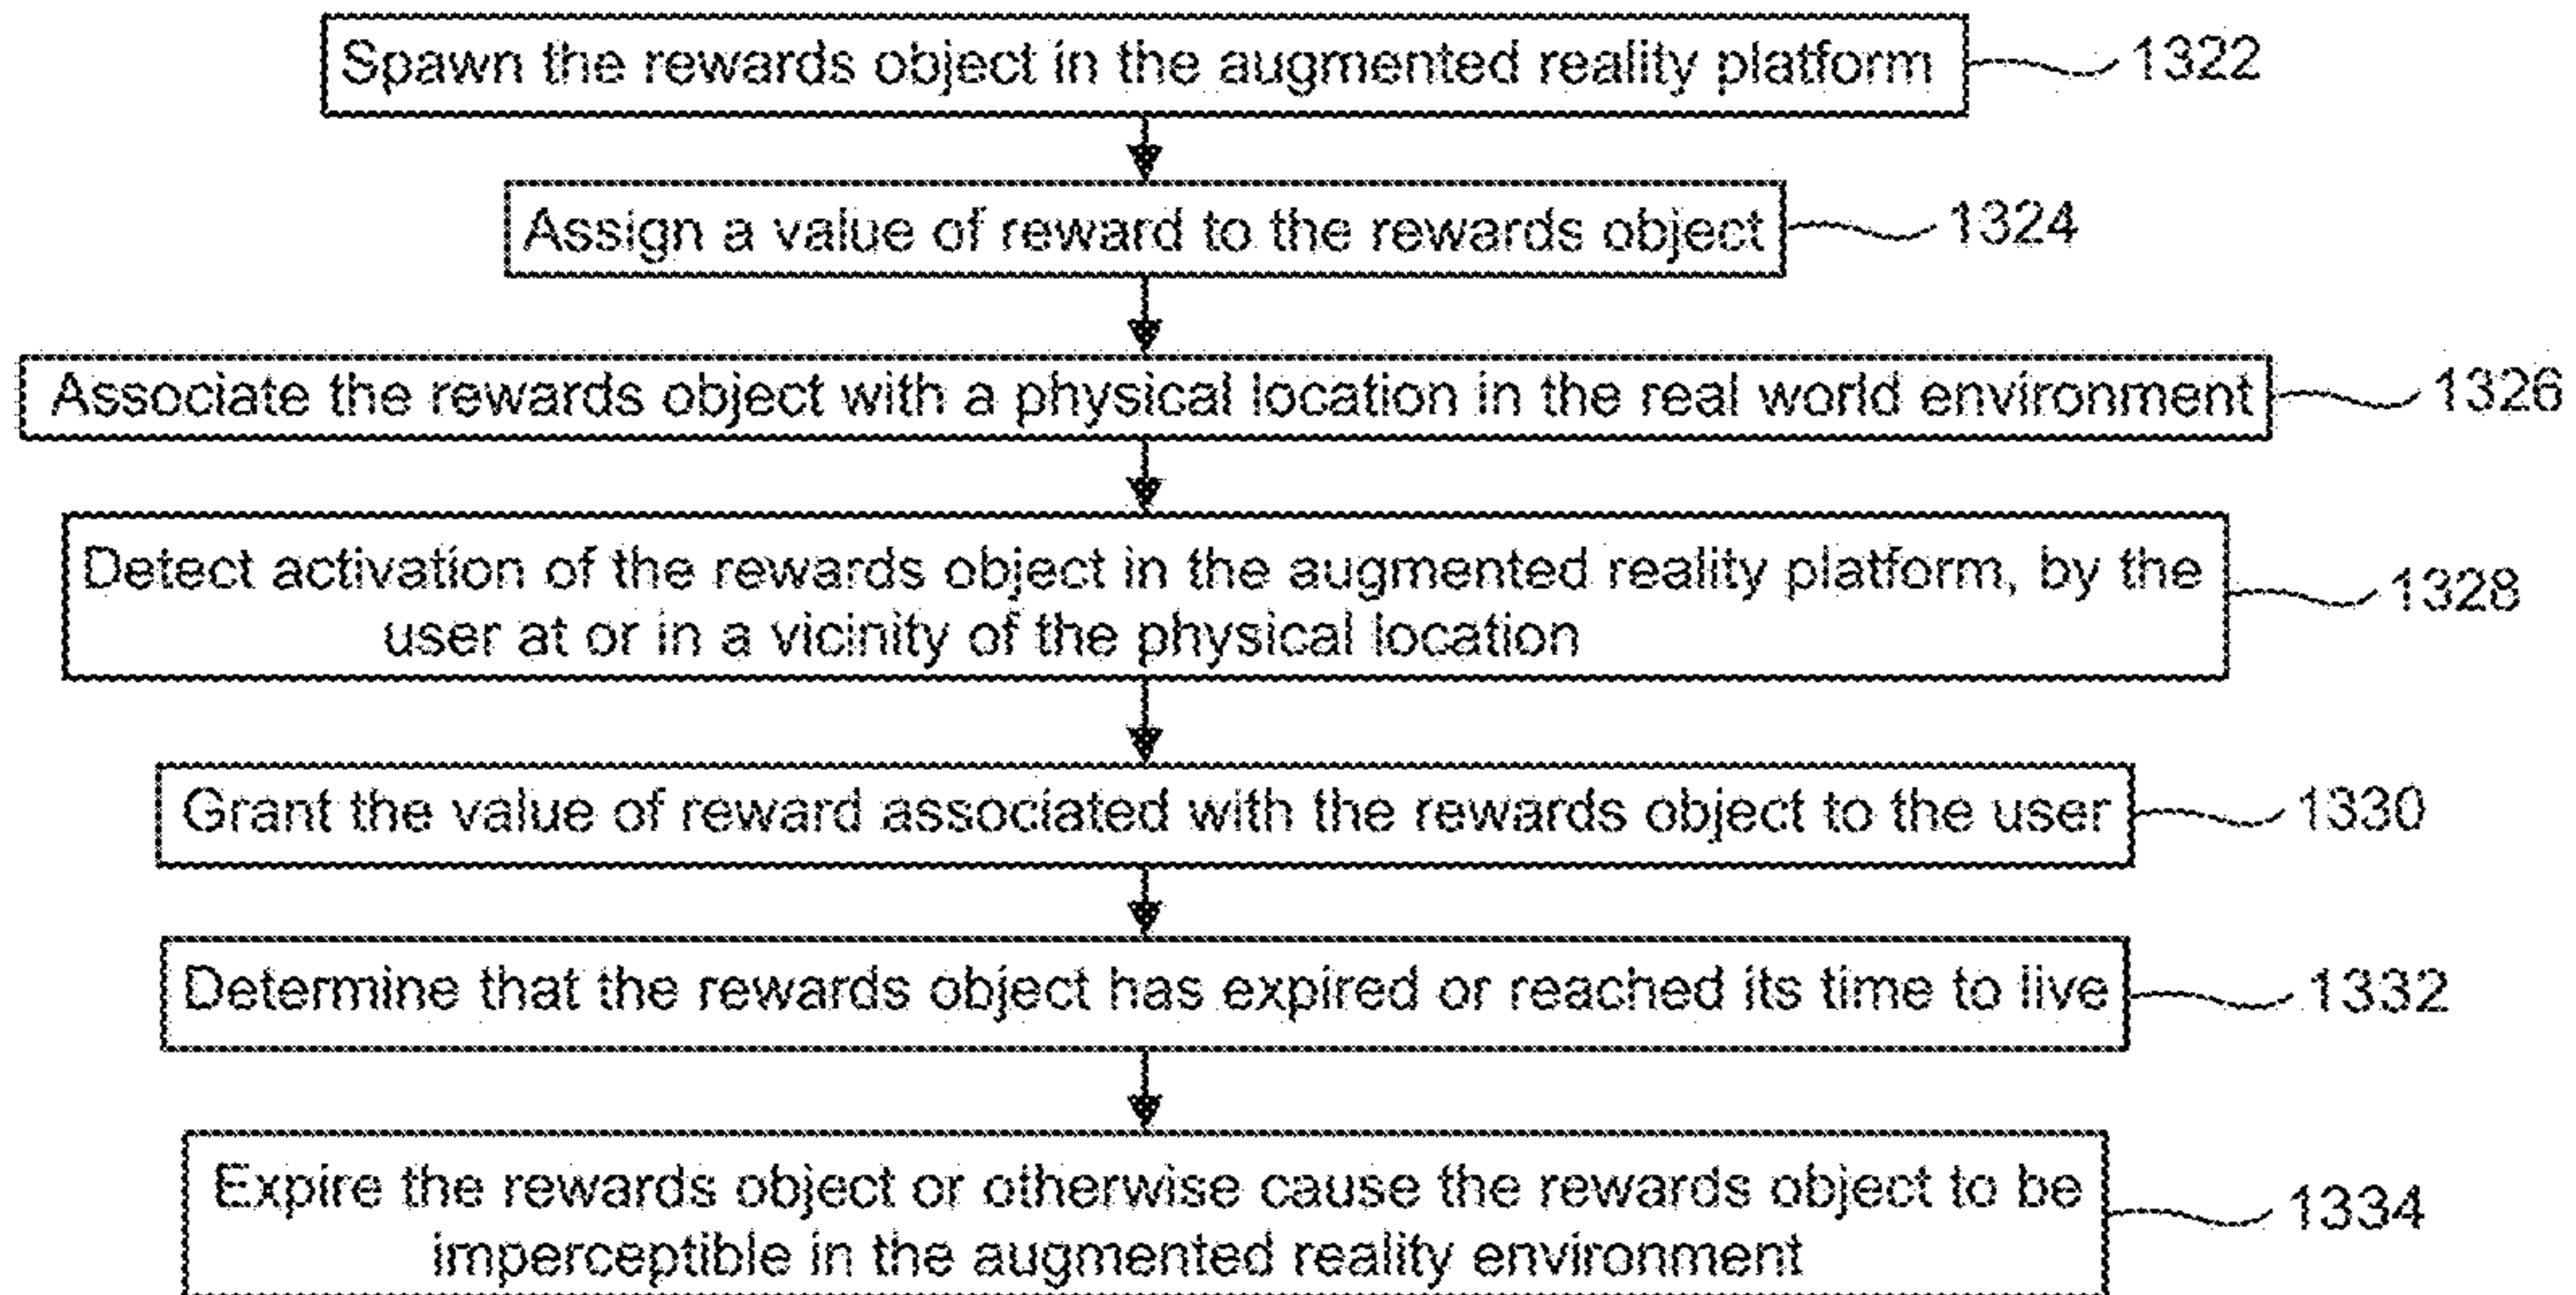 Spawn the rewards object in the augmented reality platform 1322
Assign a value of reward to the rewards object 1324
Associate the rewards object with a physical location in the real world environment 1326
Detect activation of the rewards object in the augmented reality platform, by the
user at or in a vicinity of the physical location
1328
Grant the value of reward associated with the rewards object to the user 1330
Determine that the rewards object has expired or reached its time to live 1332
Expire the rewards object or otherwise cause the rewards object to be
imperceptible in the augmented reality environment
1334